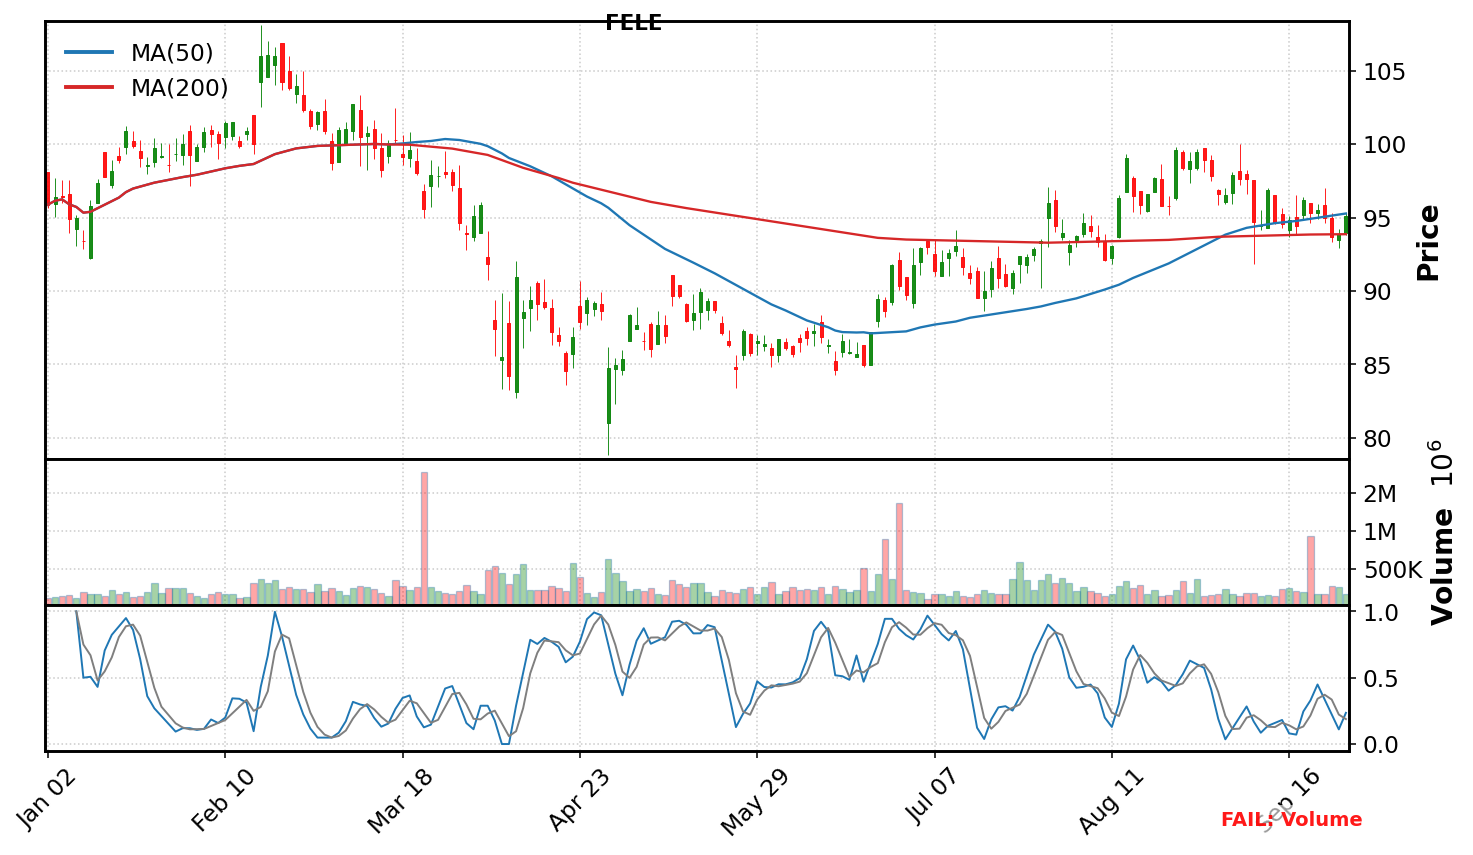 FELE
MA(50)
MA(200)
105
100
95
90
85
80
Price
2M
1M
500K
Volume 10⁶
1.0
0.5
0.0
Jan 02
Feb 10
Mar 18
Apr 23
May 29
Jul 07
Aug 11
Sep 16
FAIL: Volume